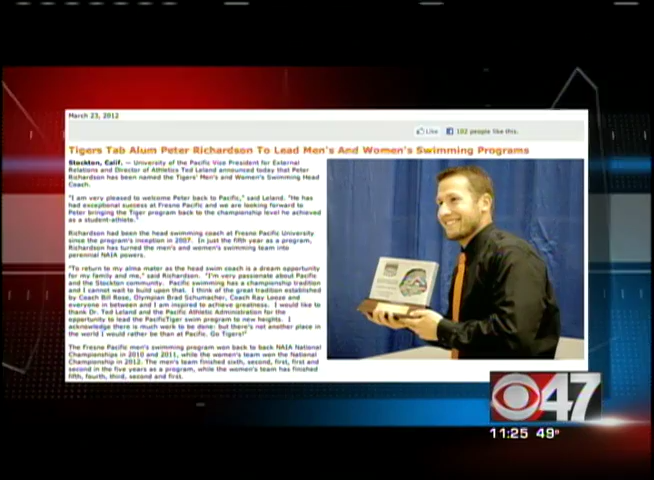 March 23, 2012
Like 102 people like this.
Tigers Tab Alum Peter Richardson To Lead Men's And Women's Swimming Programs
Stockton, Calif. — University of the Pacific Vice President for External
Relations and Director of Athletics Ted Leland announced today that Peter
Richardson has been named the Tigers' Men's and Women's Swimming Head
Coach.
"I am very pleased to welcome Peter back to Pacific," said Leland. "He has
had exceptional success at Fresno Pacific and we are looking forward to
Peter bringing the Tiger program back to the championship level he achieved
as a student-athlete."
Richardson had been the head swimming coach at Fresno Pacific University
since the program's inception in 2007. In just the fifth year as a program,
Richardson has turned the men's and women's swimming team into
perennial NAIA powers.
"To return to my alma mater as the head swim coach is a dream opportunity
for my family and me," said Richardson. "I'm very passionate about Pacific
and the Stockton community. Pacific swimming has a championship tradition
and I cannot wait to build upon that. I think of the great tradition established
by Coach Bill Rose, Olympian Brad Schumacher, Coach Ray Looze and
everyone in between and I am inspired to achieve greatness. I would like to
thank Dr. Ted Leland and the Pacific Athletic Administration for the
opportunity to lead the PacificTiger swim program to new heights. I
acknowledge there is much work to be done: but there's not another place in
the world I would rather than at Pacific. Go Tigers!"
The Fresno Pacific men's swimming program won back to back NAIA National
Championships in 2010 and 2011, while the women's team won the National
Championship in 2012. The men's team finished sixth, second, first, first and
second in the five years as a program, while the women's team has finished
fifth, fourth, third, second and first.
47
11:25 49°